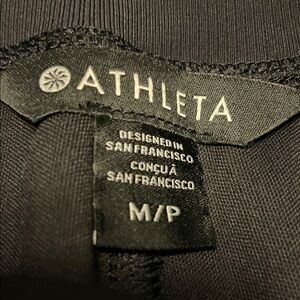 ATHLETA
DESIGNED IN
SAN FRANCISCO
CONÇU À
SAN FRANCISCO
M/P